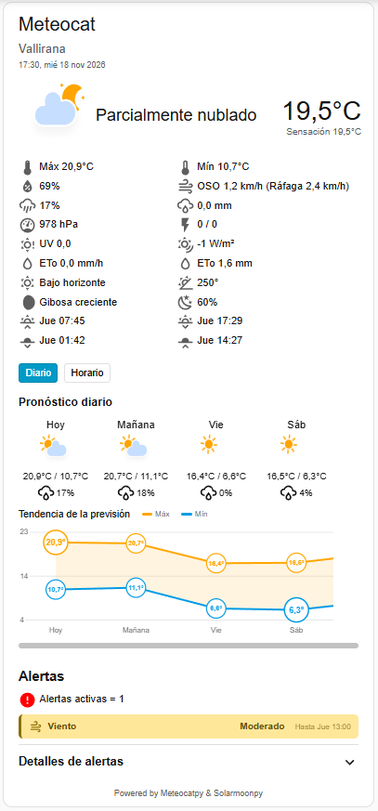 Meteocat
Vallirana
17:30, mié 18 nov 2026
Parcialmente nublado
19,5°C
Sensación 19,5°C
Máx 20,9°C
Mín 10,7°C
69%
OSO 1,2 km/h (Ráfaga 2,4 km/h)
17%
0,0 mm
978 hPa
0 / 0
UV 0,0
-1 W/m²
ETo 0,0 mm/h
ETo 1,6 mm
Bajo horizonte
250°
Gibosa creciente
60%
Jue 07:45
Jue 17:29
Jue 01:42
Jue 14:27
Diario Horario
Pronóstico diario
Hoy Mañana Vie Sáb
20,9°C / 10,7°C 20,7°C / 11,1°C 16,4°C / 6,6°C 16,5°C / 6,3°C
17% 18% 0% 4%
Tendencia de la previsión Máx Mín
23
20,9° 20,7° 16,4° 16,5°
14
10,7° 11,1° 6,6° 6,3°
4
Hoy Mañana Vie Sáb
Alertas
Alertas activas = 1
Viento Moderado Hasta Jue 13:00
Detalles de alertas
Powered by Meteocatpy & Solarmoonpy